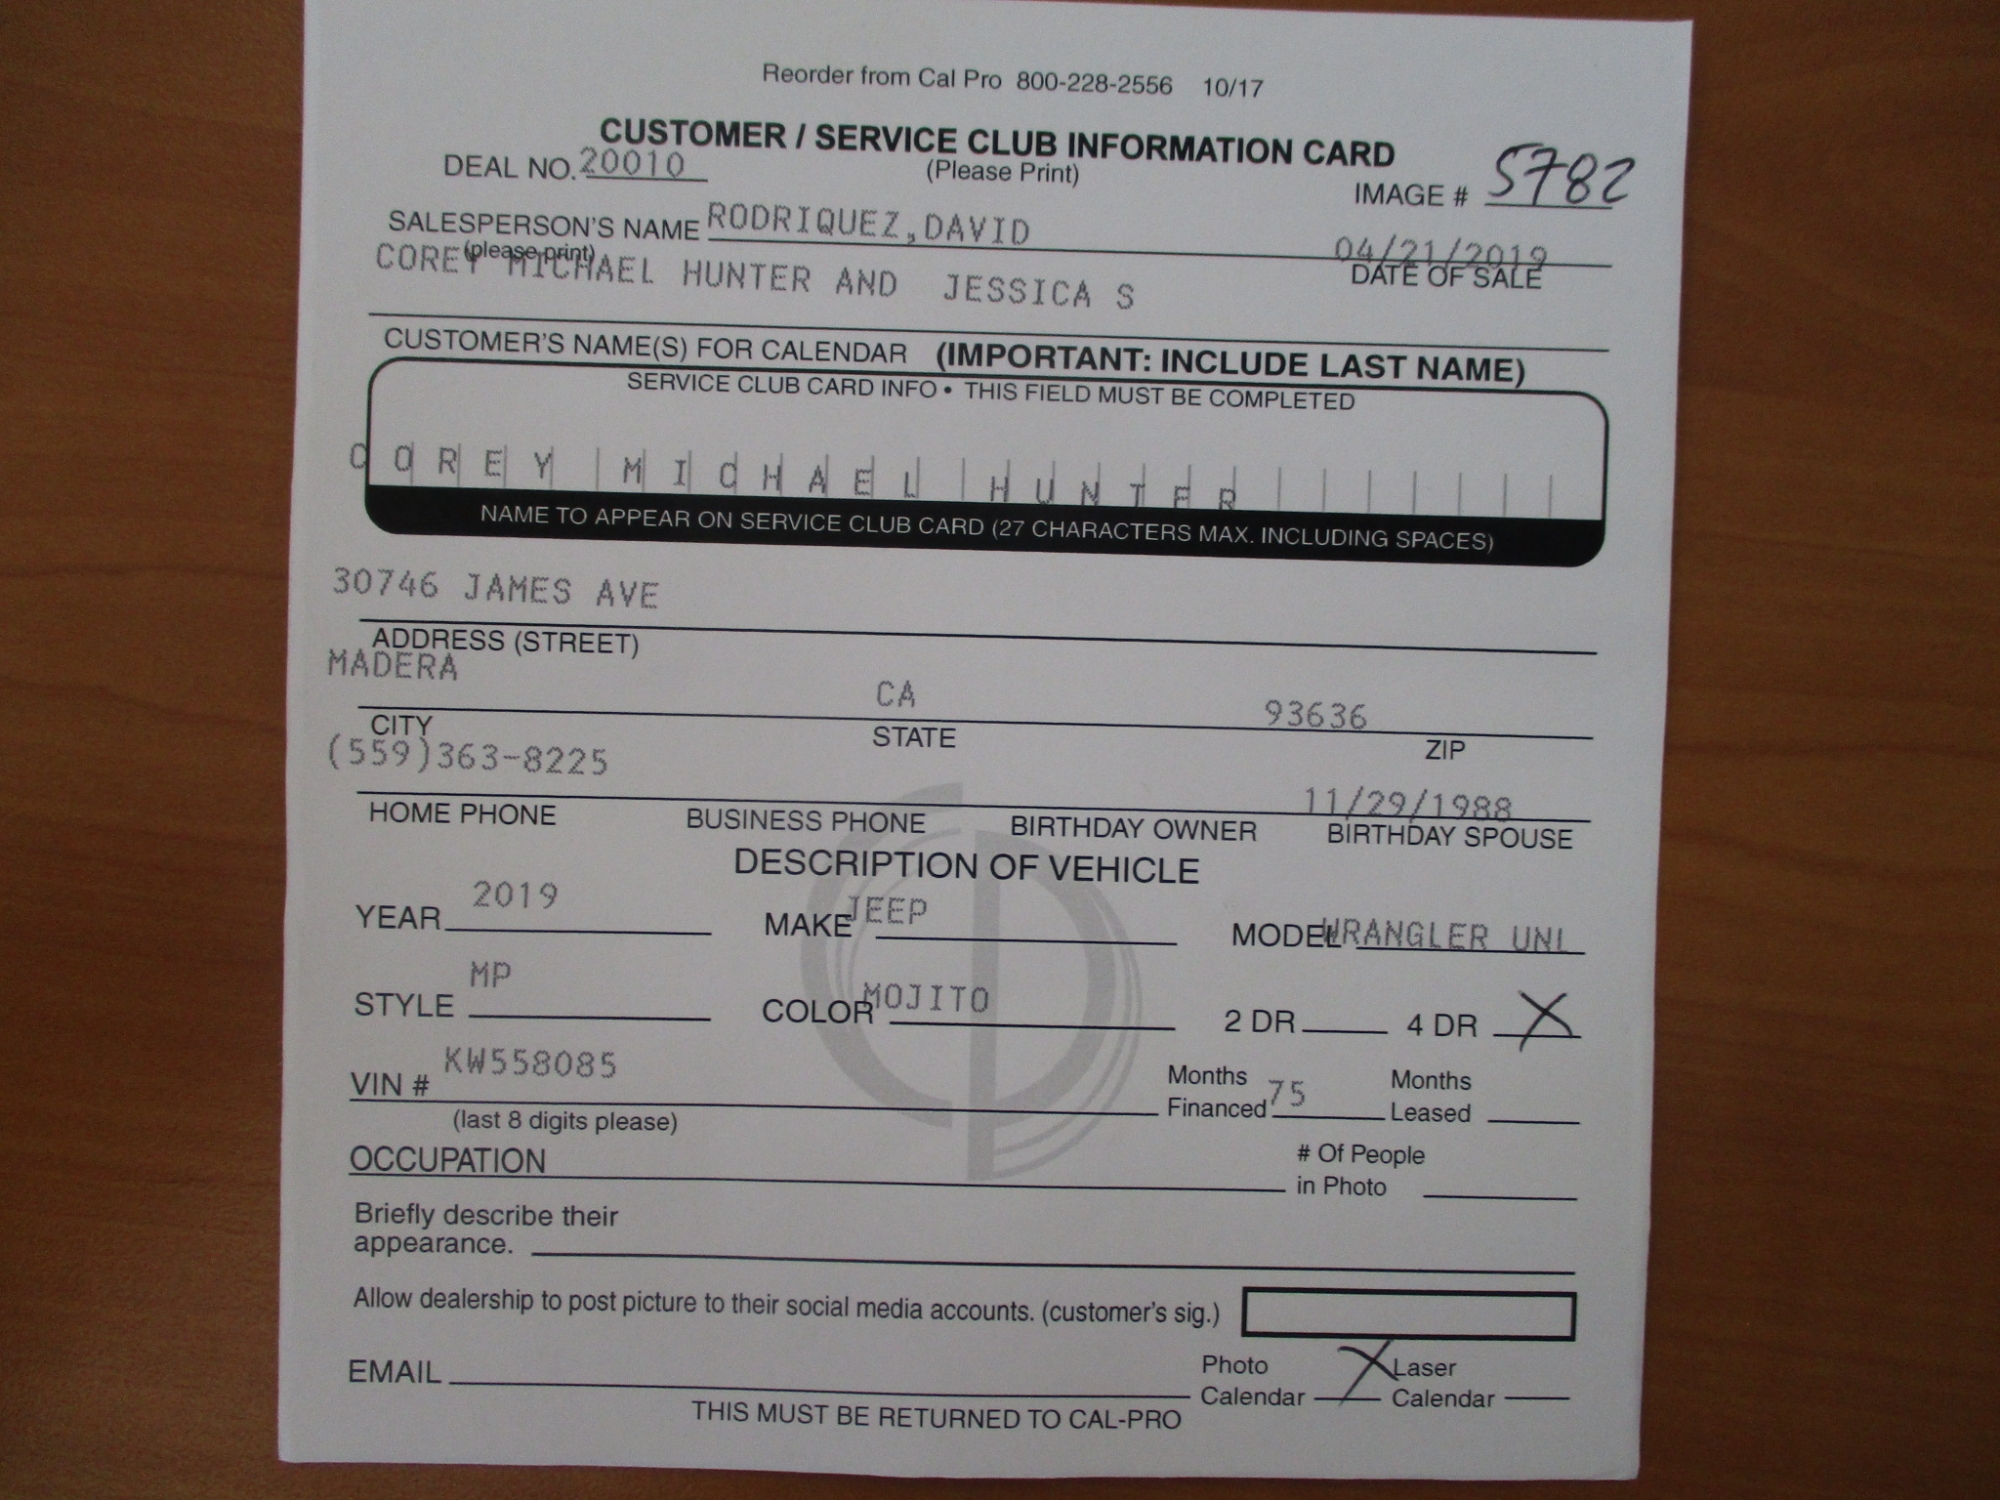 Reorder from Cal Pro 800-228-2556 10/17
CUSTOMER / SERVICE CLUB INFORMATION CARD
DEAL NO. 20010 (Please Print) IMAGE # 5782
SALESPERSON'S NAME RODRIQUEZ,DAVID 04/21/2019
(please print) DATE OF SALE
COREY MICHAEL HUNTER AND JESSICA S
CUSTOMER'S NAME(S) FOR CALENDAR (IMPORTANT: INCLUDE LAST NAME)
SERVICE CLUB CARD INFO • THIS FIELD MUST BE COMPLETED
COREY MICHAEL HUNTER
NAME TO APPEAR ON SERVICE CLUB CARD (27 CHARACTERS MAX. INCLUDING SPACES)
30746 JAMES AVE
ADDRESS (STREET)
MADERA CA 93636
CITY STATE ZIP
(559)363-8225 11/29/1988
HOME PHONE BUSINESS PHONE BIRTHDAY OWNER BIRTHDAY SPOUSE
DESCRIPTION OF VEHICLE
YEAR 2019 MAKE JEEP MODEL WRANGLER UNL
STYLE MP COLOR MOJITO 2 DR 4 DR X
VIN # KW558085 Months Financed 75 Months Leased
(last 8 digits please)
OCCUPATION # Of People in Photo
Briefly describe their
appearance.
Allow dealership to post picture to their social media accounts. (customer's sig.)
EMAIL Photo Calendar X Laser Calendar
THIS MUST BE RETURNED TO CAL-PRO